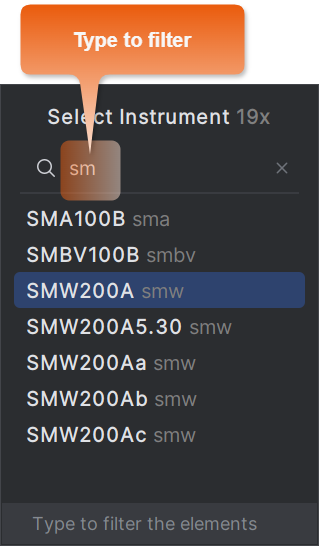 Type to filter
Select Instrument 19x
sm
SMA100B sma
SMBV100B smbv
SMW200A smw
SMW200A5.30 smw
SMW200Aa smw
SMW200Ab smw
SMW200Ac smw
Type to filter the elements